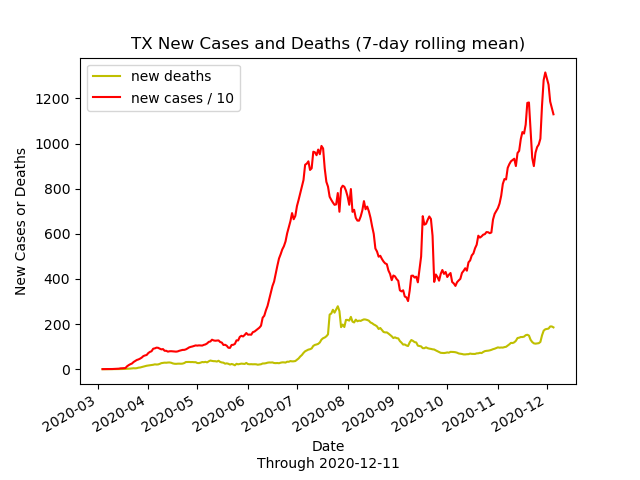 TX New Cases and Deaths (7-day rolling mean)
new deaths
new cases / 10
1200
1000
800
600
400
200
0
New Cases or Deaths
2020-03
2020-04
2020-05
2020-06
2020-07
2020-08
2020-09
2020-10
2020-11
2020-12
Date
Through 2020-12-11